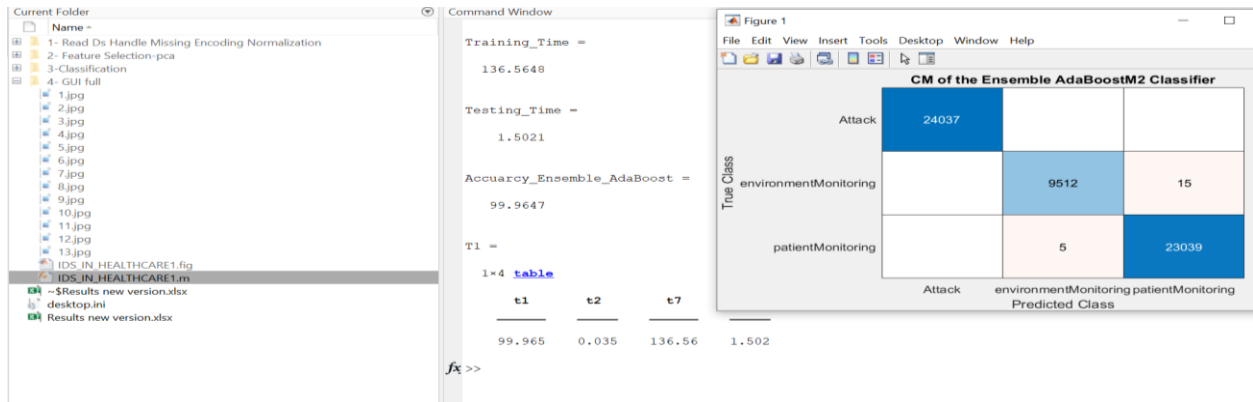 Current Folder
Name
1- Read Ds Handle Missing Encoding Normalization
2- Feature Selection-pca
3-Classification
4- GUI full
1.jpg
2.jpg
3.jpg
4.jpg
5.jpg
6.jpg
7.jpg
8.jpg
9.jpg
10.jpg
11.jpg
12.jpg
13.jpg
IDS_IN_HEALTHCARE1.fig
IDS_IN_HEALTHCARE1.m
~$Results new version.xlsx
desktop.ini
Results new version.xlsx
Command Window
Training_Time =
136.5648
Testing_Time =
1.5021
Accuarcy_Ensemble_AdaBoost =
99.9647
T1 =
1×4 table
t1 t2 t7
99.965 0.035 136.56 1.502
fx >>
Figure 1
File Edit View Insert Tools Desktop Window Help
CM of the Ensemble AdaBoostM2 Classifier
True Class
Attack 24037
environmentMonitoring 9512 15
patientMonitoring 5 23039
Attack environmentMonitoring patientMonitoring
Predicted Class